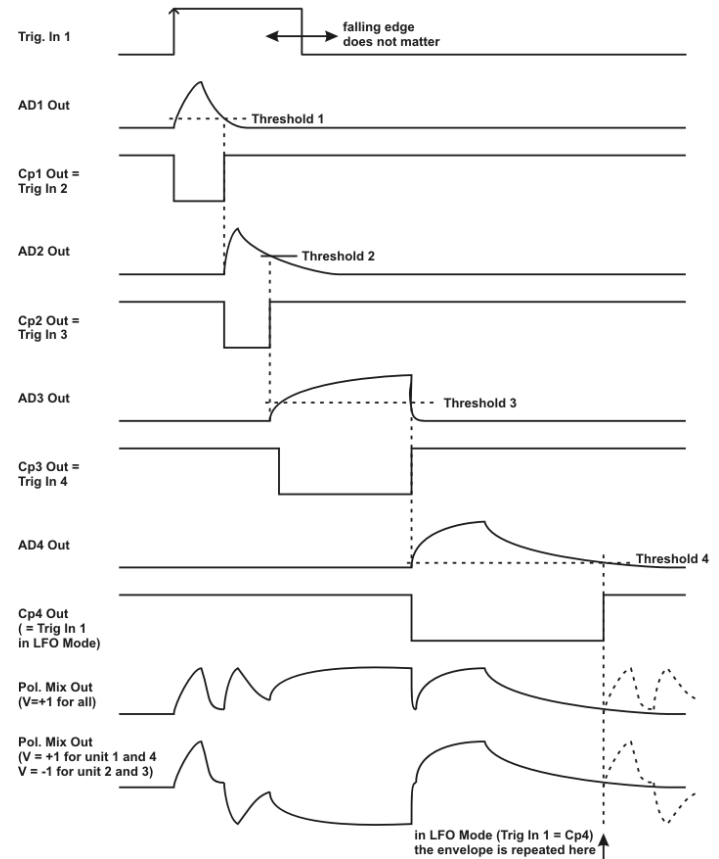 Trig. In 1
falling edge
does not matter
AD1 Out
Threshold 1
Cp1 Out =
Trig In 2
AD2 Out
Threshold 2
Cp2 Out =
Trig In 3
AD3 Out
Threshold 3
Cp3 Out =
Trig In 4
AD4 Out
Threshold 4
Cp4 Out
( = Trig In 1
in LFO Mode)
Pol. Mix Out
(V=+1 for all)
Pol. Mix Out
(V = +1 for unit 1 and 4
V = -1 for unit 2 and 3)
in LFO Mode (Trig In 1 = Cp4)
the envelope is repeated here